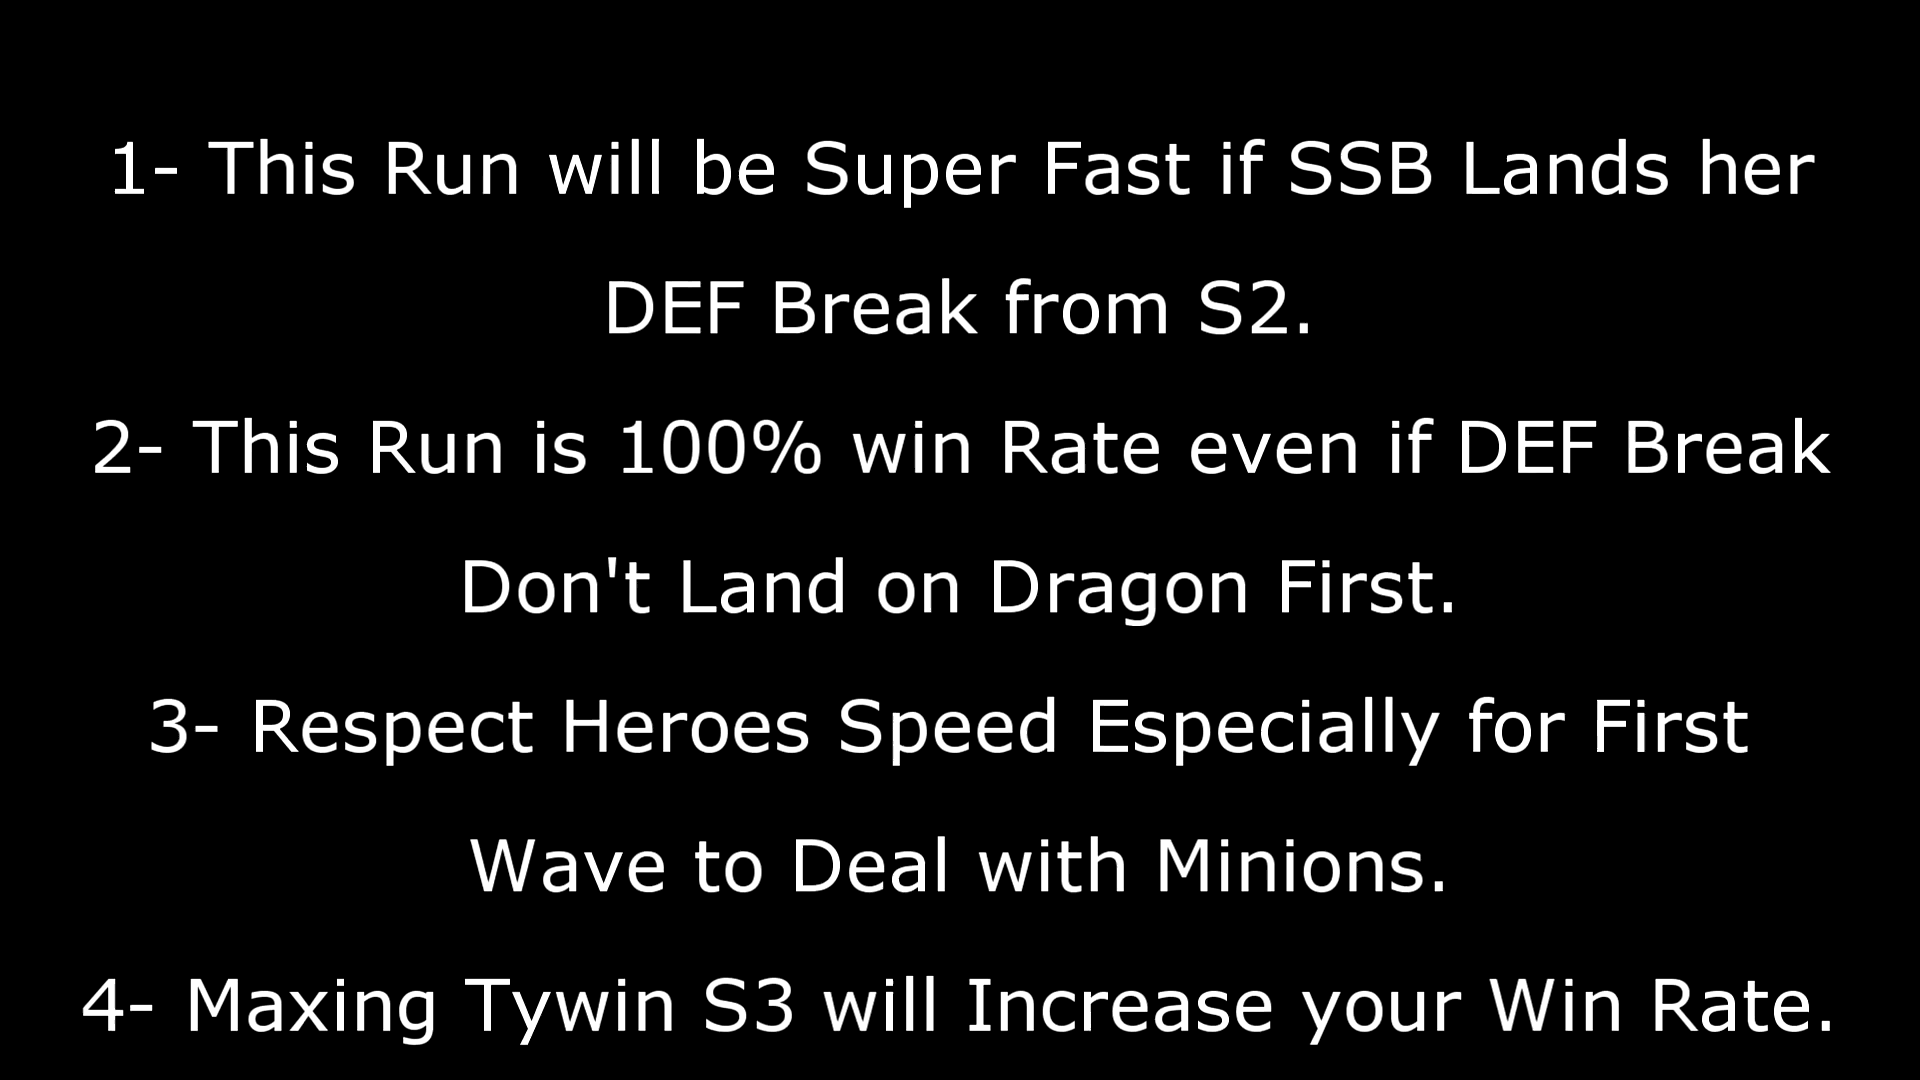 1- This Run will be Super Fast if SSB Lands her
DEF Break from S2.
2- This Run is 100% win Rate even if DEF Break
Don't Land on Dragon First.
3- Respect Heroes Speed Especially for First
Wave to Deal with Minions.
4- Maxing Tywin S3 will Increase your Win Rate.